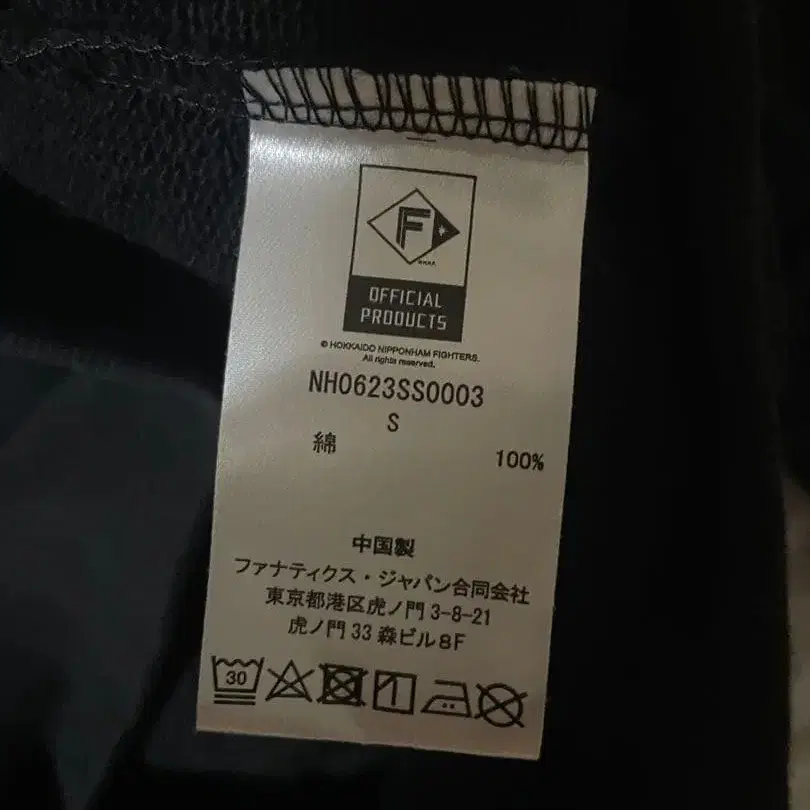 F
OFFICIAL
PRODUCTS
© HOKKAIDO NIPPONHAM FIGHTERS.
All rights reserved.
NH0623SS0003
S
綿 100%
中国製
ファナティクス・ジャパン合同会社
東京都港区虎ノ門 3-8-21
虎ノ門 33 森ビル 8F
30